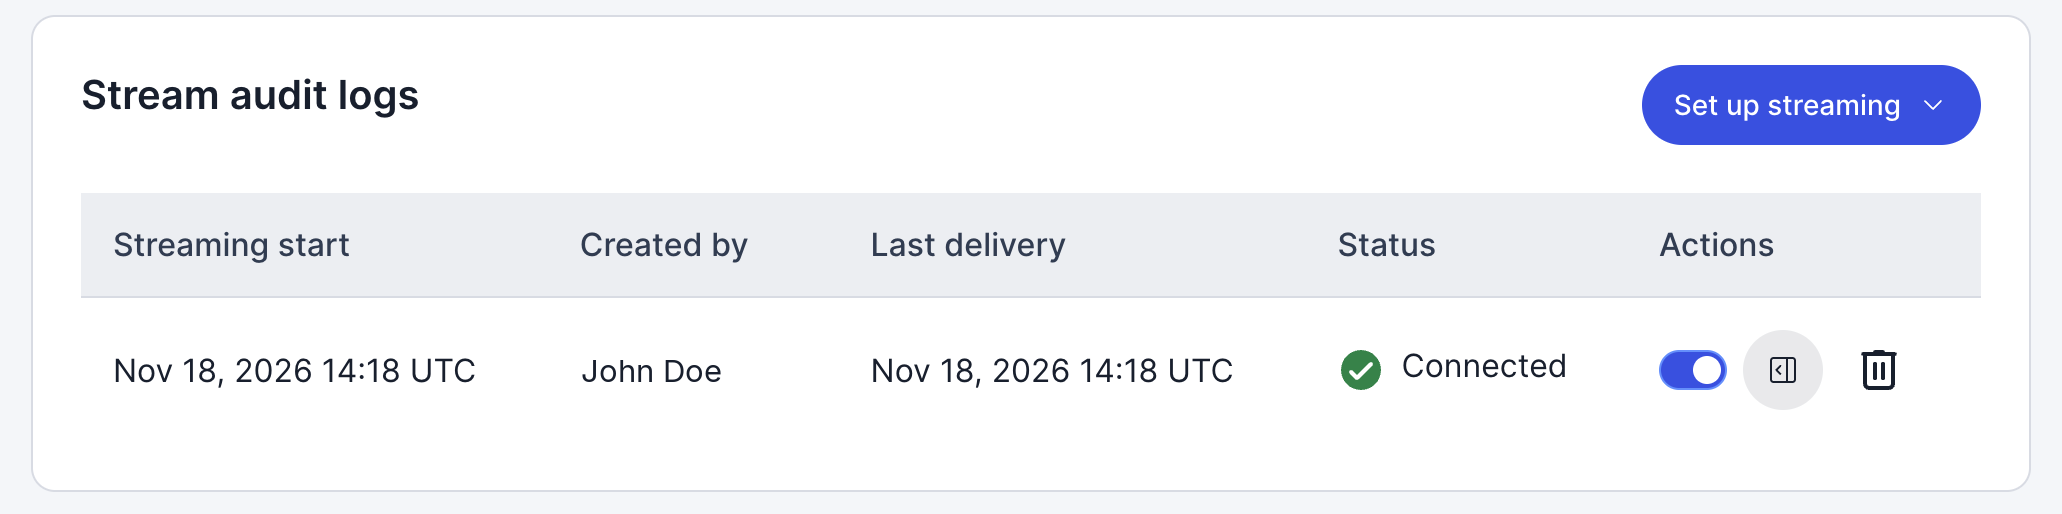 Stream audit logs
Set up streaming
Streaming start Created by Last delivery Status Actions
Nov 18, 2026 14:18 UTC John Doe Nov 18, 2026 14:18 UTC Connected